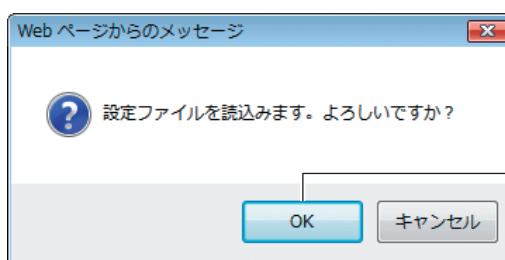 Web ページからのメッセージ
設定ファイルを読込みます。よろしいですか？
OK
キャンセル